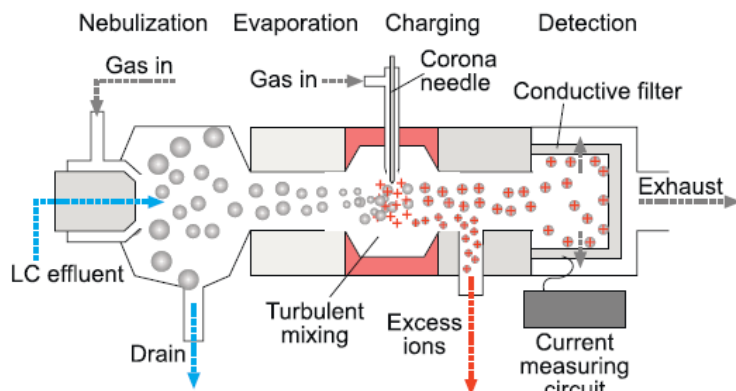 Nebulization
Evaporation
Charging
Detection
Gas in
Gas in
Corona
needle
Conductive filter
Exhaust
LC effluent
Turbulent
mixing
Drain
Excess
ions
Current
measuring
circuit